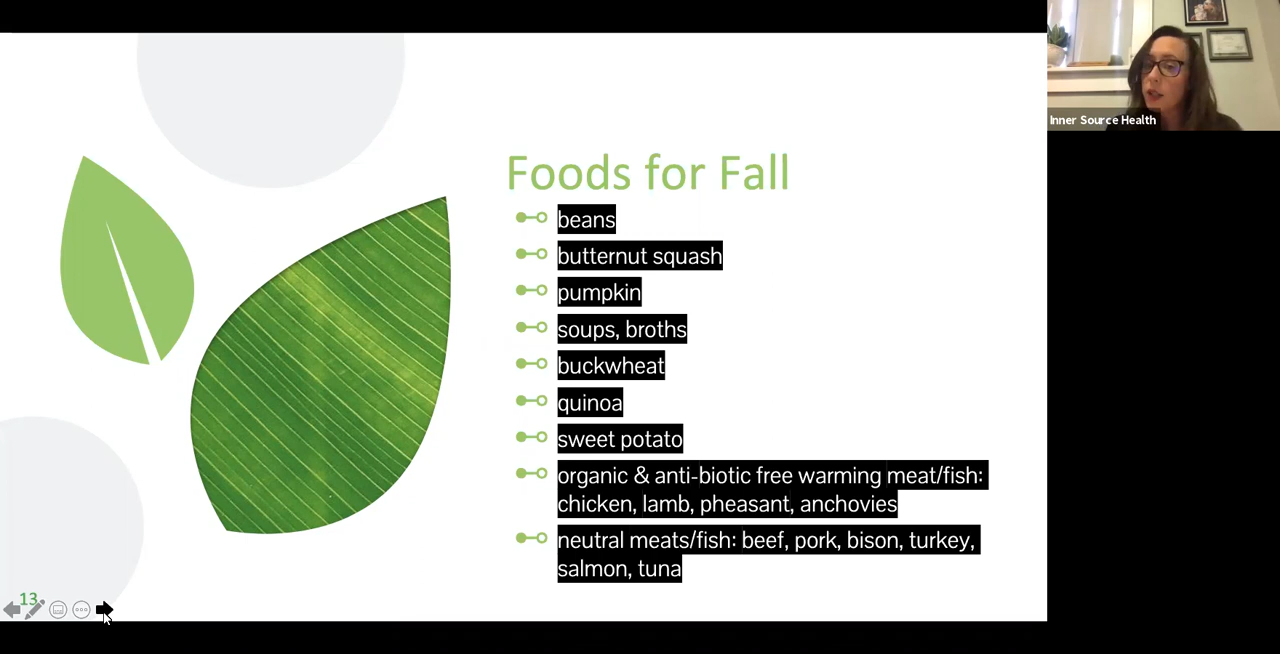 Inner Source Health
Foods for Fall
beans
butternut squash
pumpkin
soups, broths
buckwheat
quinoa
sweet potato
organic & anti-biotic free warming meat/fish:
chicken, lamb, pheasant, anchovies
neutral meats/fish: beef, pork, bison, turkey,
salmon, tuna
13